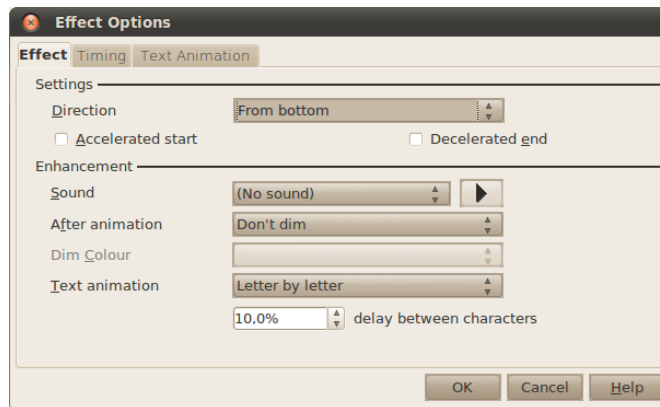 Effect Options
Effect Timing Text Animation
Settings
Direction From bottom
Accelerated start Decelerated end
Enhancement
Sound (No sound)
After animation Don't dim
Dim Colour
Text animation Letter by letter
10,0% delay between characters
OK Cancel Help